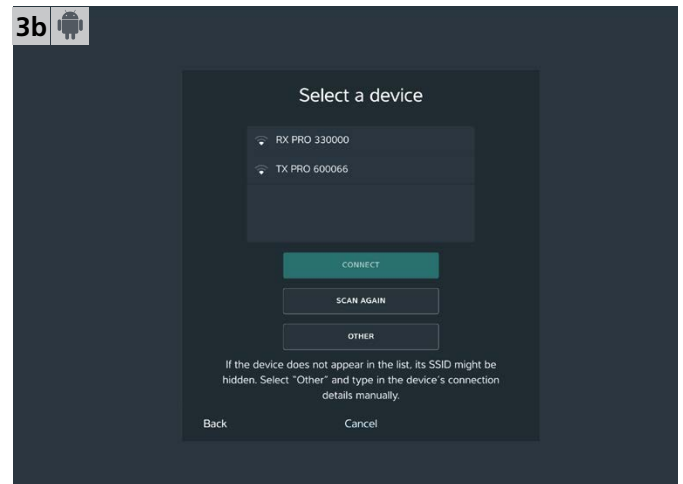 3b
Select a device
RX PRO 330000
TX PRO 600066
CONNECT
SCAN AGAIN
OTHER
If the device does not appear in the list, its SSID might be
hidden. Select "Other" and type in the device's connection
details manually.
Back Cancel